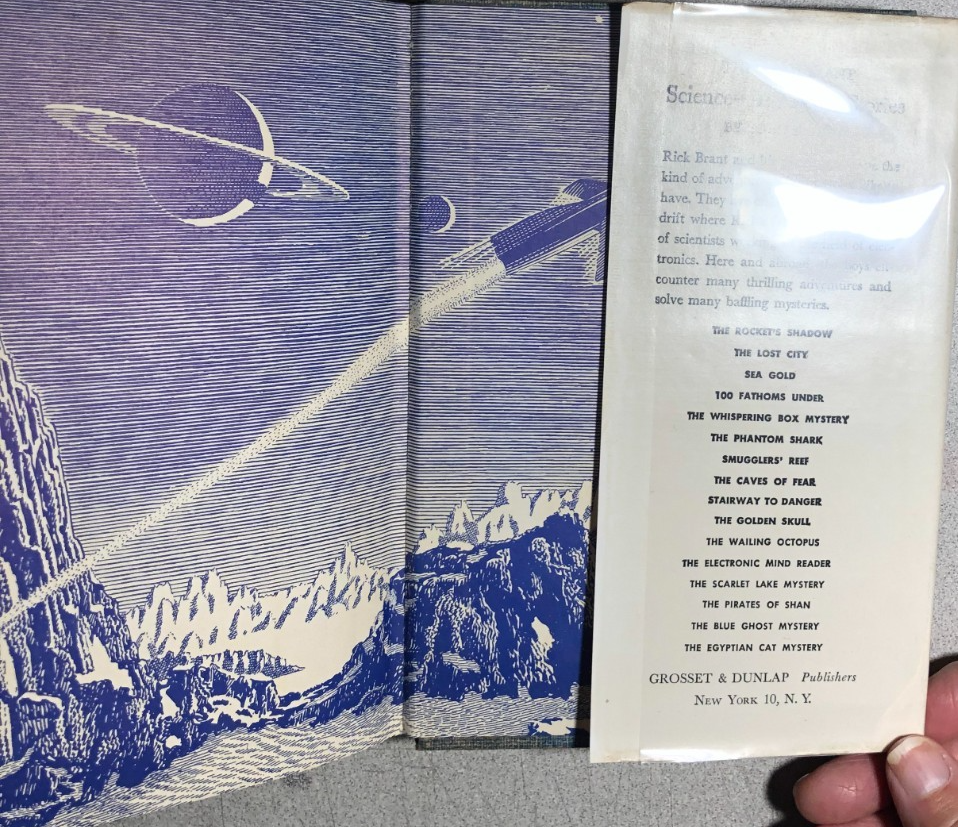 THE
Science
BY
Rick Brant and the
kind of adv
have. They
drift where
of scientists
tronics. Here and
counter many thrilling adventures and
solve many baffling mysteries.
THE ROCKET'S SHADOW
THE LOST CITY
SEA GOLD
100 FATHOMS UNDER
THE WHISPERING BOX MYSTERY
THE PHANTOM SHARK
SMUGGLERS' REEF
THE CAVES OF FEAR
STAIRWAY TO DANGER
THE GOLDEN SKULL
THE WAILING OCTOPUS
THE ELECTRONIC MIND READER
THE SCARLET LAKE MYSTERY
THE PIRATES OF SHAN
THE BLUE GHOST MYSTERY
THE EGYPTIAN CAT MYSTERY
GROSSET & DUNLAP Publishers
NEW YORK 10, N. Y.